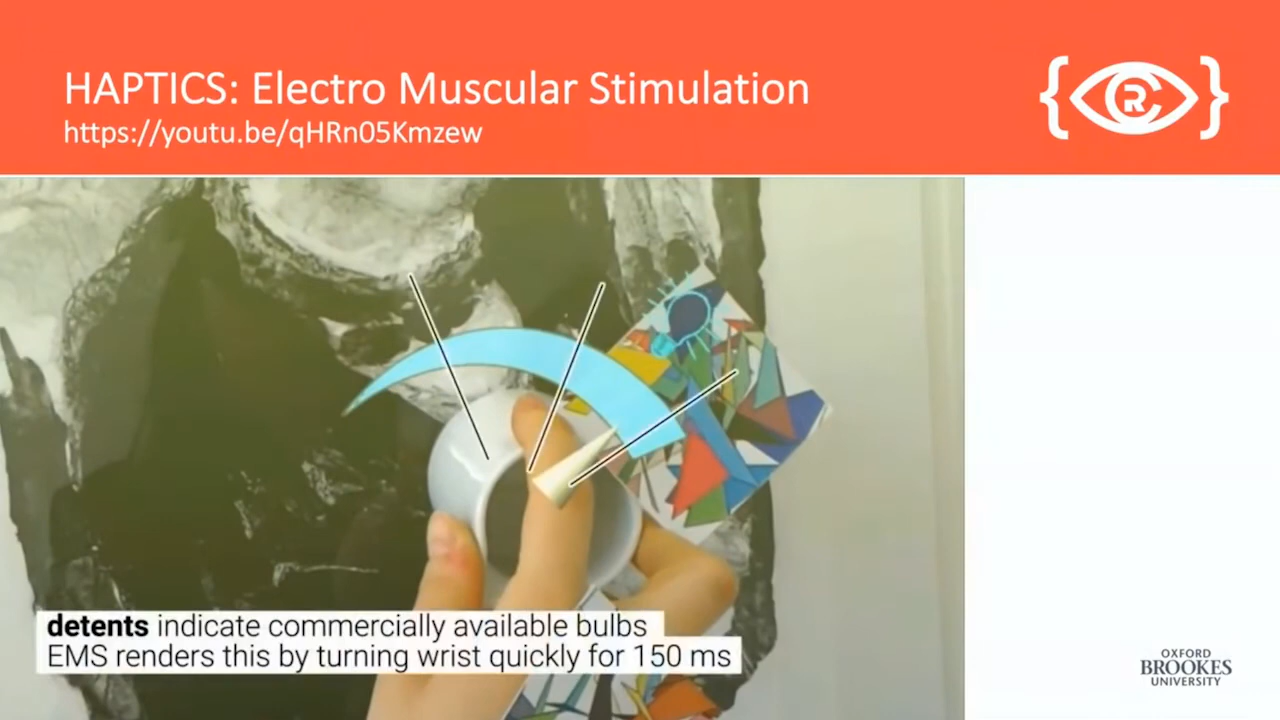 HAPTICS: Electro Muscular Stimulation
https://youtu.be/qHRn05Kmzew
{ RC }
detents indicate commercially available bulbs
EMS renders this by turning wrist quickly for 150 ms
OXFORD
BROOKES
UNIVERSITY